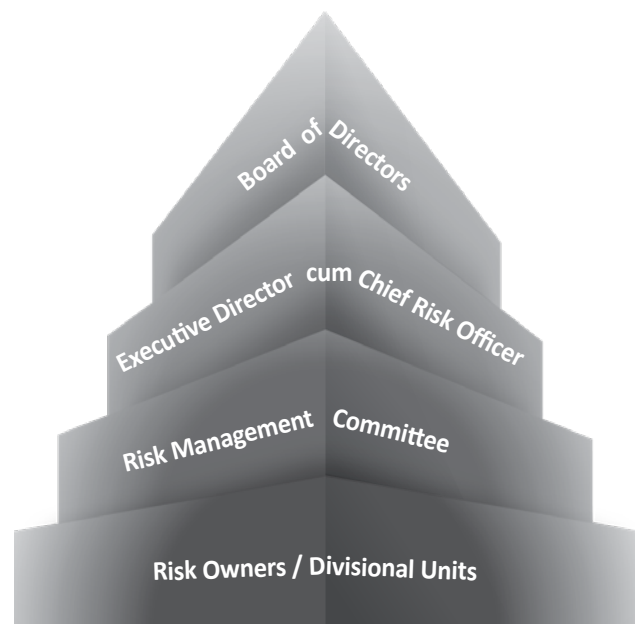 Board of Directors
Executive Director cum Chief Risk Officer
Risk Management Committee
Risk Owners / Divisional Units